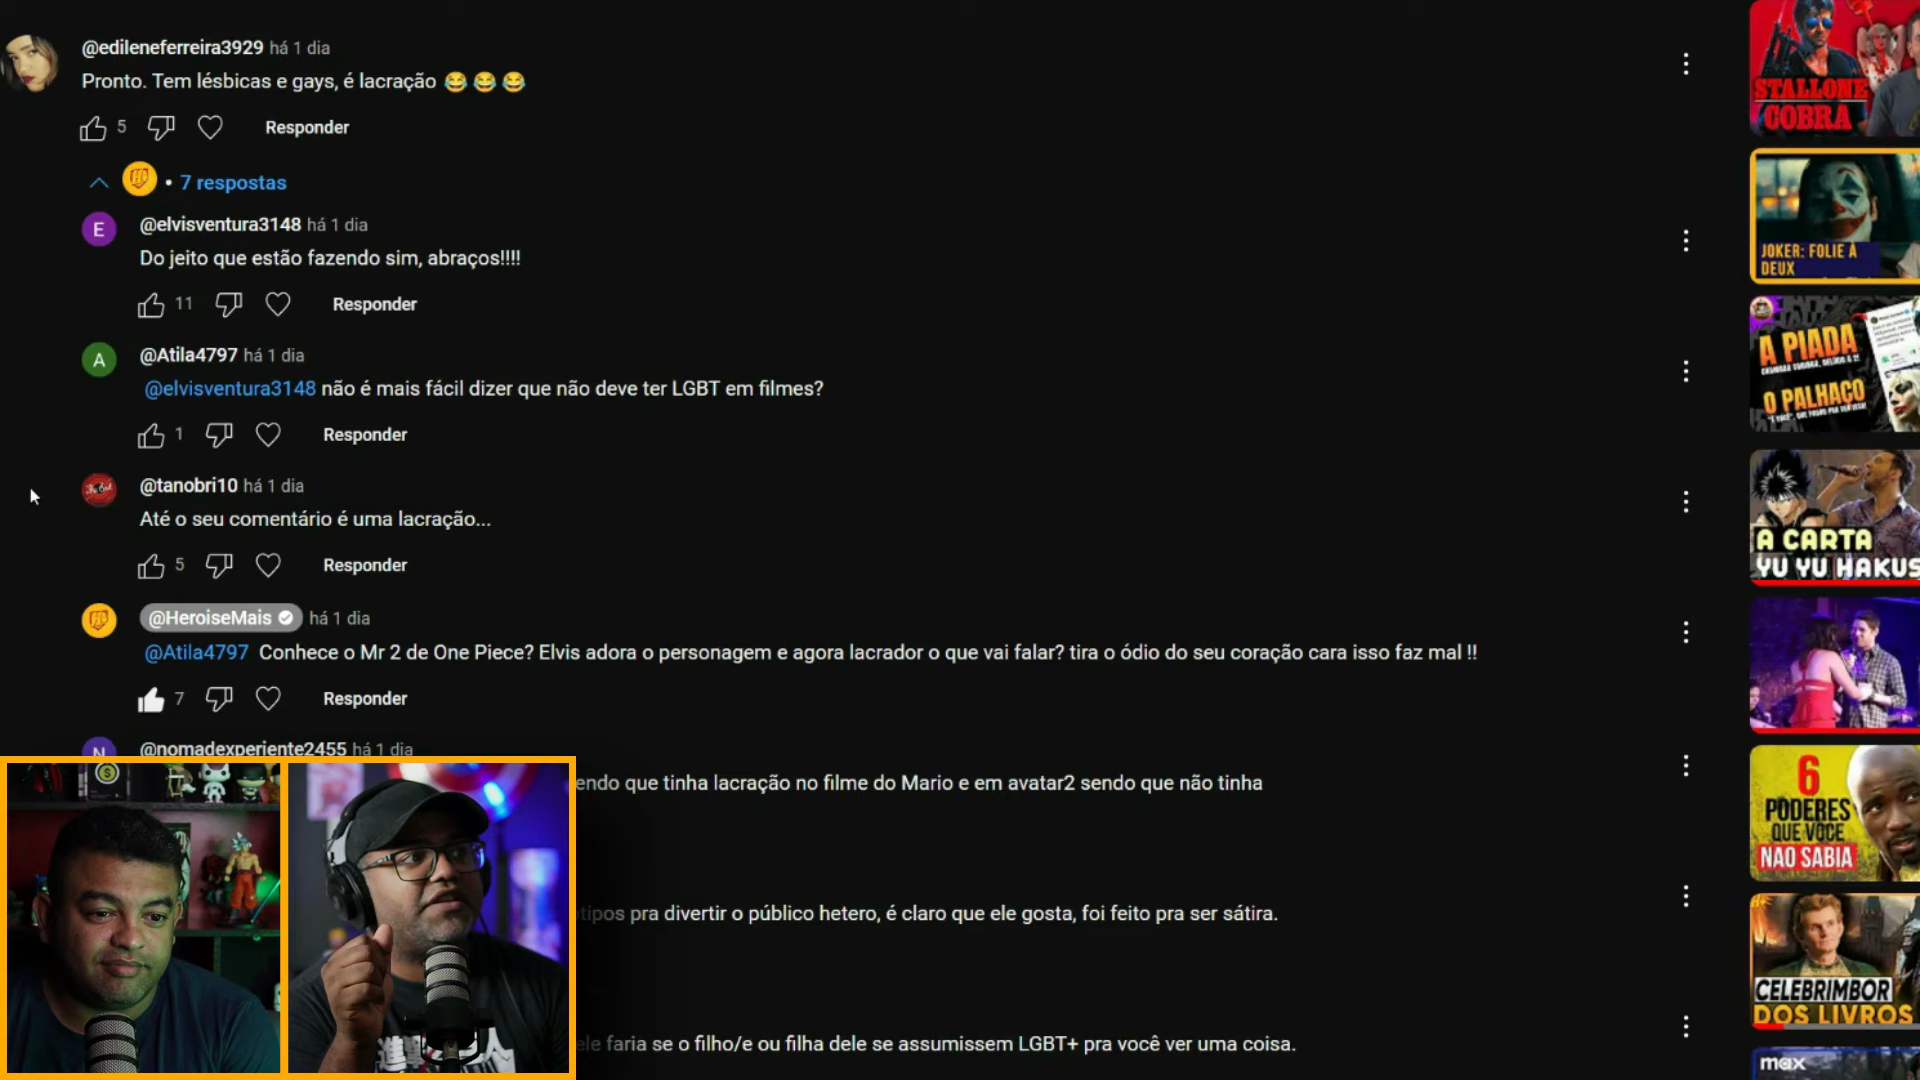 @edileneferreira3929 há 1 dia
Pronto. Tem lésbicas e gays, é lacração 😂 😂 😂
5 Responder
• 7 respostas
E @elvisventura3148 há 1 dia
Do jeito que estão fazendo sim, abraços!!!!
11 Responder
A @Atila4797 há 1 dia
@elvisventura3148 não é mais fácil dizer que não deve ter LGBT em filmes?
1 Responder
@tanobri10 há 1 dia
Até o seu comentário é uma lacração...
5 Responder
@HeroiseMais há 1 dia
@Atila4797 Conhece o Mr 2 de One Piece? Elvis adora o personagem e agora lacrador o que vai falar? tira o ódio do seu coração cara isso faz mal !!
7 Responder
N @nomadexperiente2455 há 1 dia
endo que tinha lacração no filme do Mario e em avatar2 sendo que não tinha
tipos pra divertir o público hetero, é claro que ele gosta, foi feito pra ser sátira.
ele faria se o filho/e ou filha dele se assumissem LGBT+ pra você ver uma coisa.
STALLONE
COBRA
JOKER: FOLIE À
DEUX
A PIADA
O PALHAÇO
A CARTA
YU YU HAKUS
6
PODERES
QUE VOCÊ
NAO SABIA
CELEBRIMBOR
DOS LIVROS
max